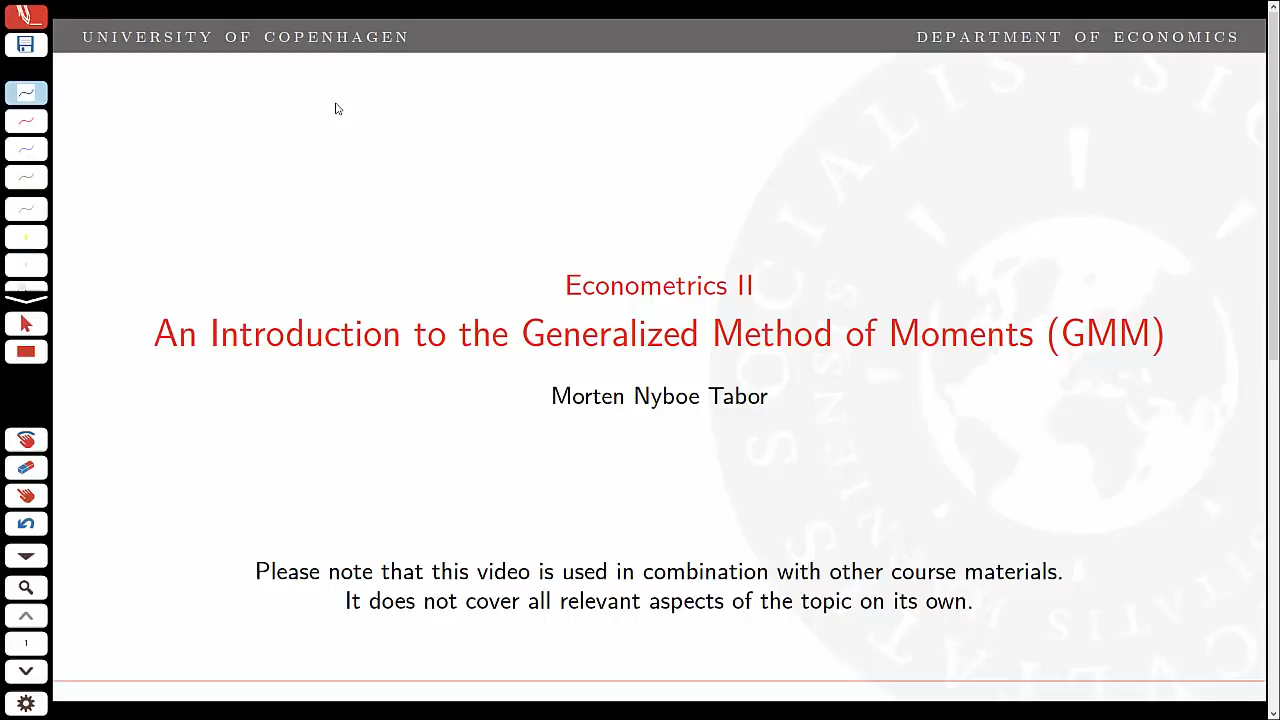 UNIVERSITY OF COPENHAGEN
DEPARTMENT OF ECONOMICS
Econometrics II
An Introduction to the Generalized Method of Moments (GMM)
Morten Nyboe Tabor
Please note that this video is used in combination with other course materials.
It does not cover all relevant aspects of the topic on its own.
1